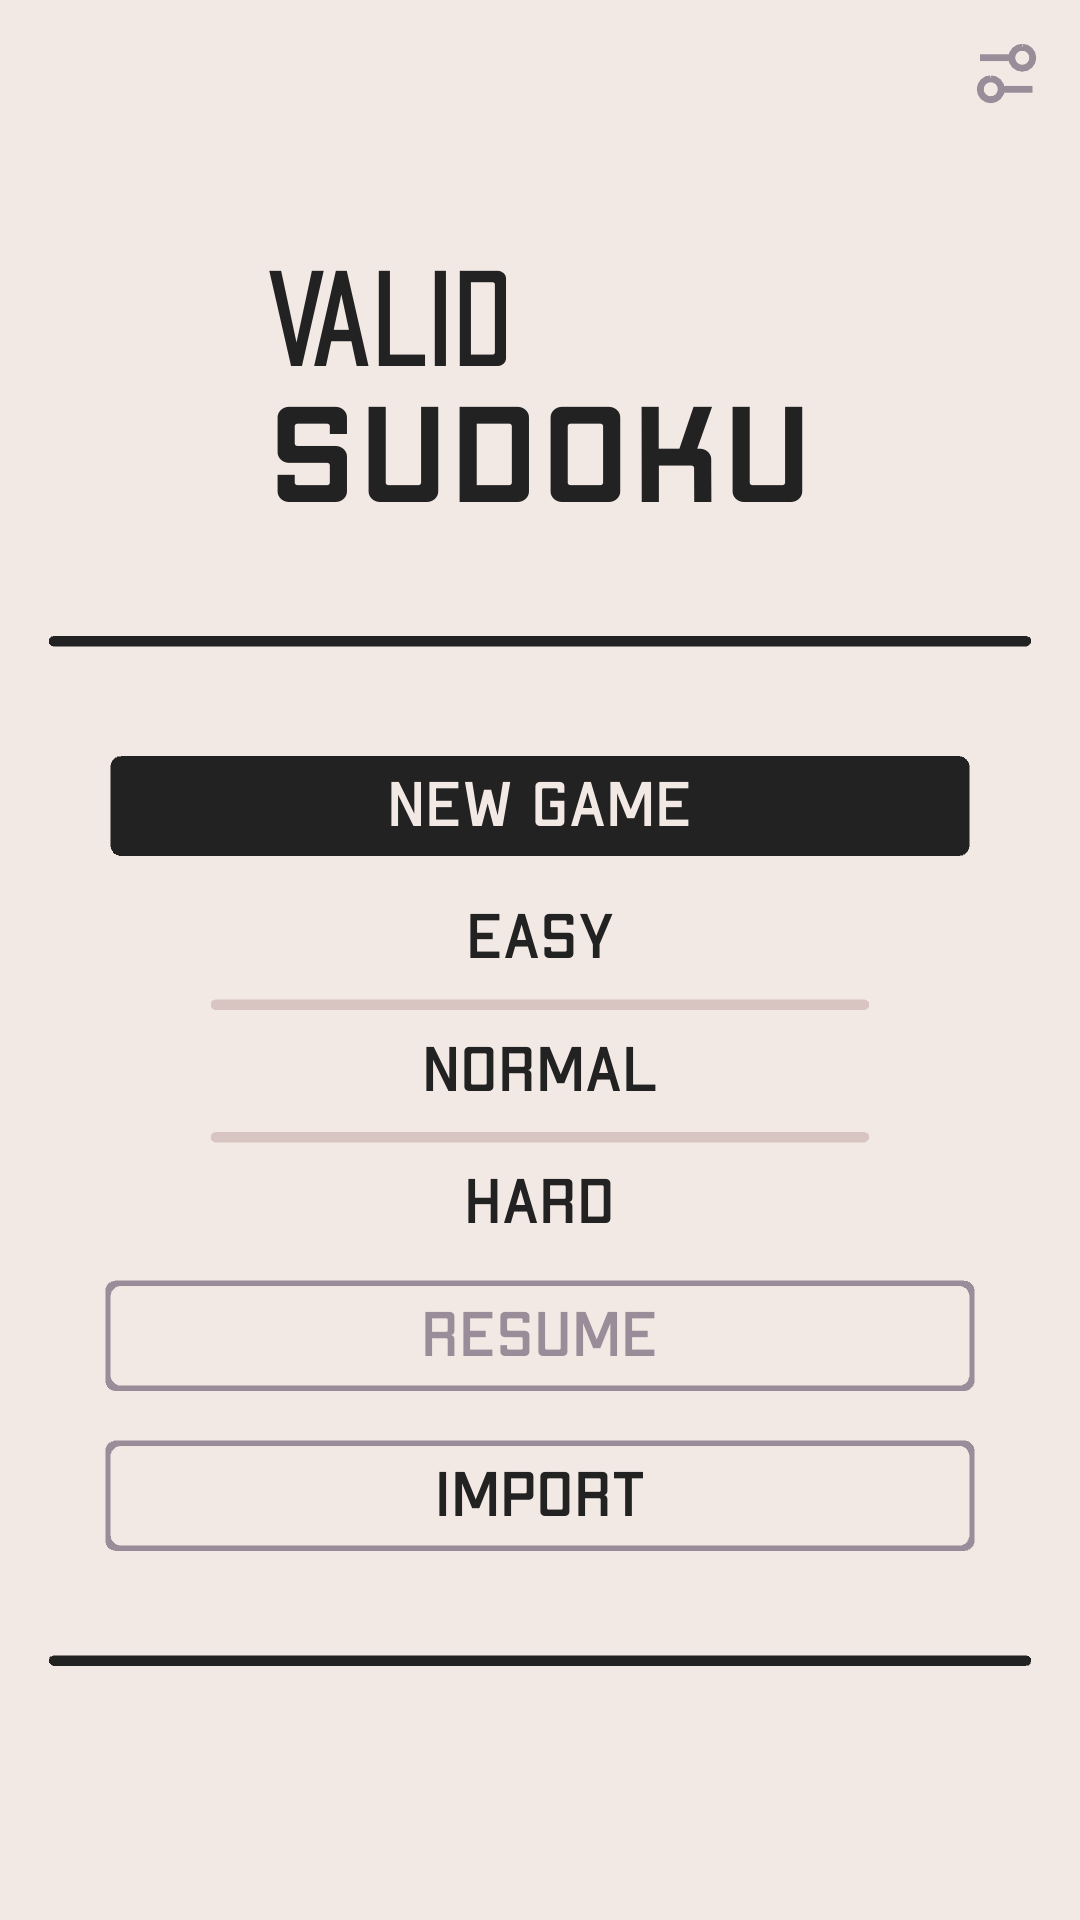 VALID
SUDOKU
NEW GAME
EASY
NORMAL
HARD
RESUME
IMPORT